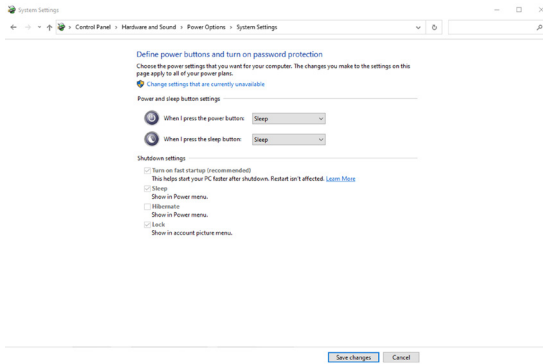 System Settings
Control Panel > Hardware and Sound > Power Options > System Settings
Define power buttons and turn on password protection
Choose the power settings that you want for your computer. The changes you make to the settings on this
page apply to all of your power plans.
Change settings that are currently unavailable
Power and sleep button settings
When I press the power button: Sleep
When I press the sleep button: Sleep
Shutdown settings
Turn on fast startup (recommended)
This helps start your PC faster after shutdown. Restart isn't affected. Learn More
Sleep
Show in Power menu.
Hibernate
Show in Power menu.
Lock
Show in account picture menu.
Save changes Cancel